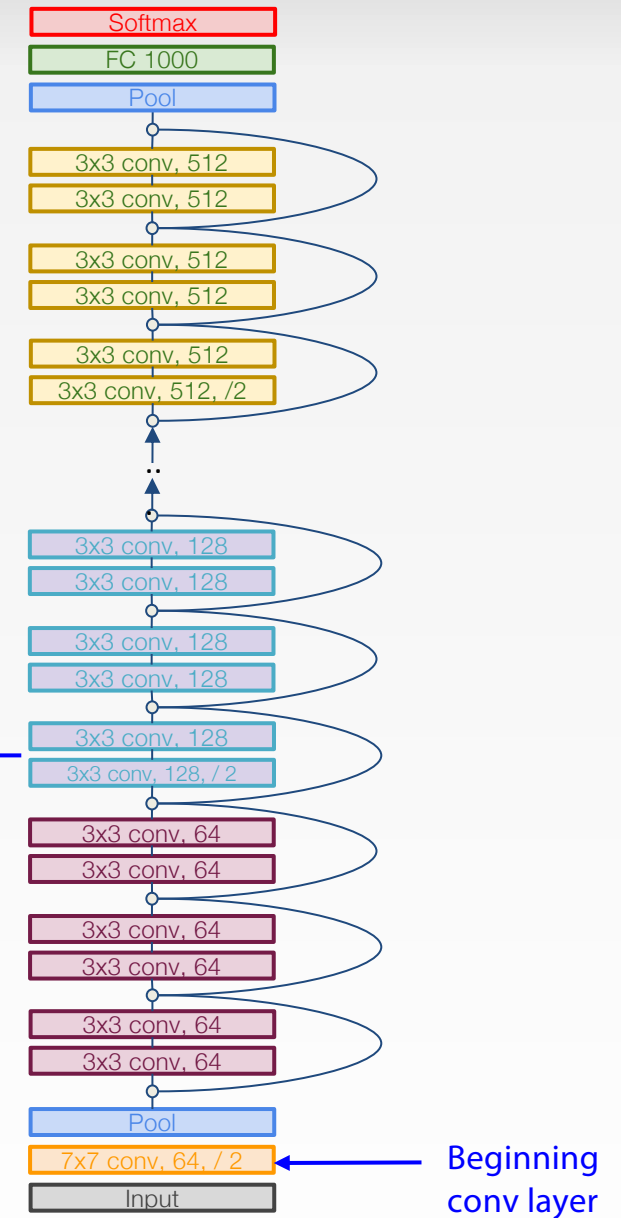 Softmax
FC 1000
Pool
3x3 conv, 512
3x3 conv, 512
3x3 conv, 512
3x3 conv, 512
3x3 conv, 512
3x3 conv, 512, /2
..
3x3 conv, 128
3x3 conv, 128
3x3 conv, 128
3x3 conv, 128
3x3 conv, 128
3x3 conv, 128, / 2
3x3 conv, 64
3x3 conv, 64
3x3 conv, 64
3x3 conv, 64
3x3 conv, 64
3x3 conv, 64
Pool
7x7 conv, 64, / 2
Input
Beginning
conv layer